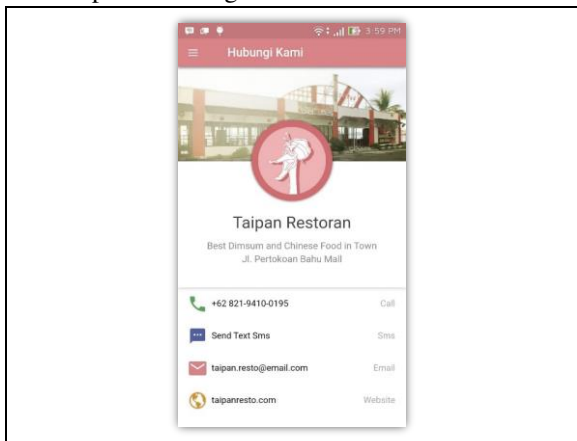 3:59 PM
Hubungi Kami
Taipan Restoran
Best Dimsum and Chinese Food in Town
Jl. Pertokoan Bahu Mall
+62 821-9410-0195 Call
Send Text Sms Sms
taipan.resto@email.com Email
taipanresto.com Website